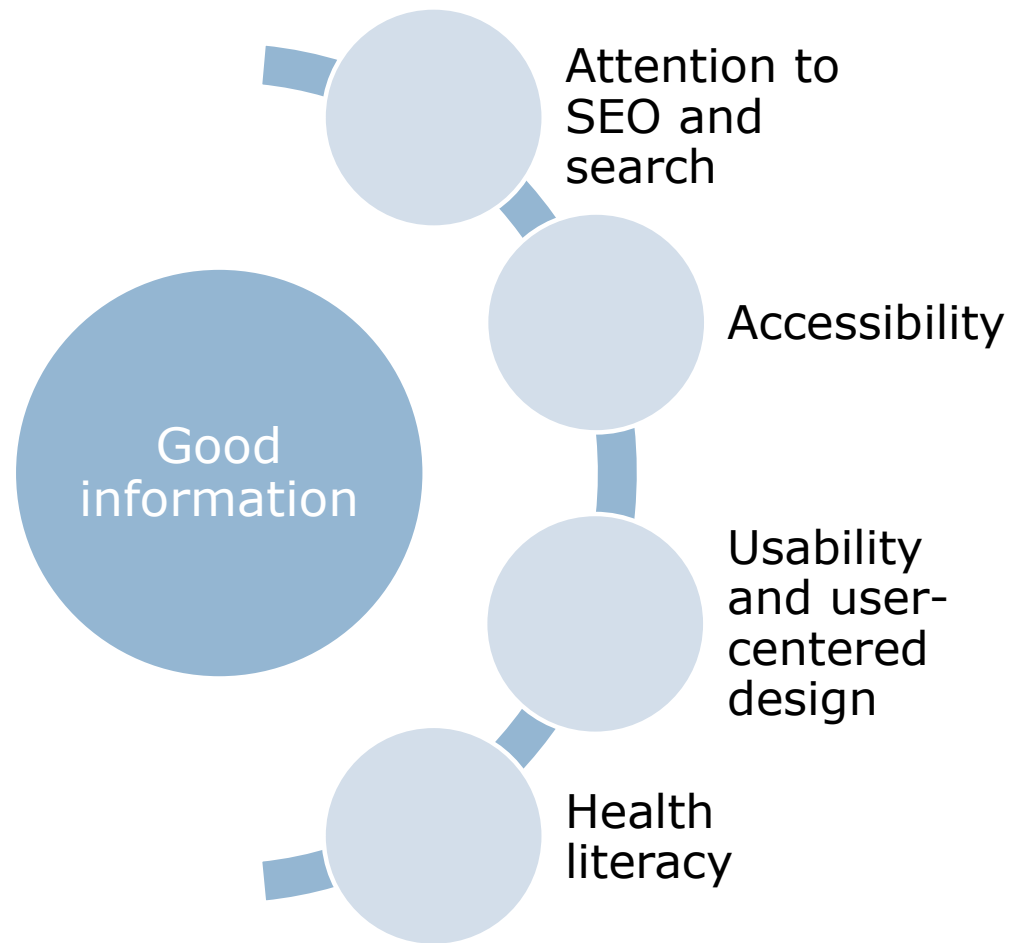 Attention to
SEO and
search
Accessibility
Good
information
Usability
and user-
centered
design
Health
literacy